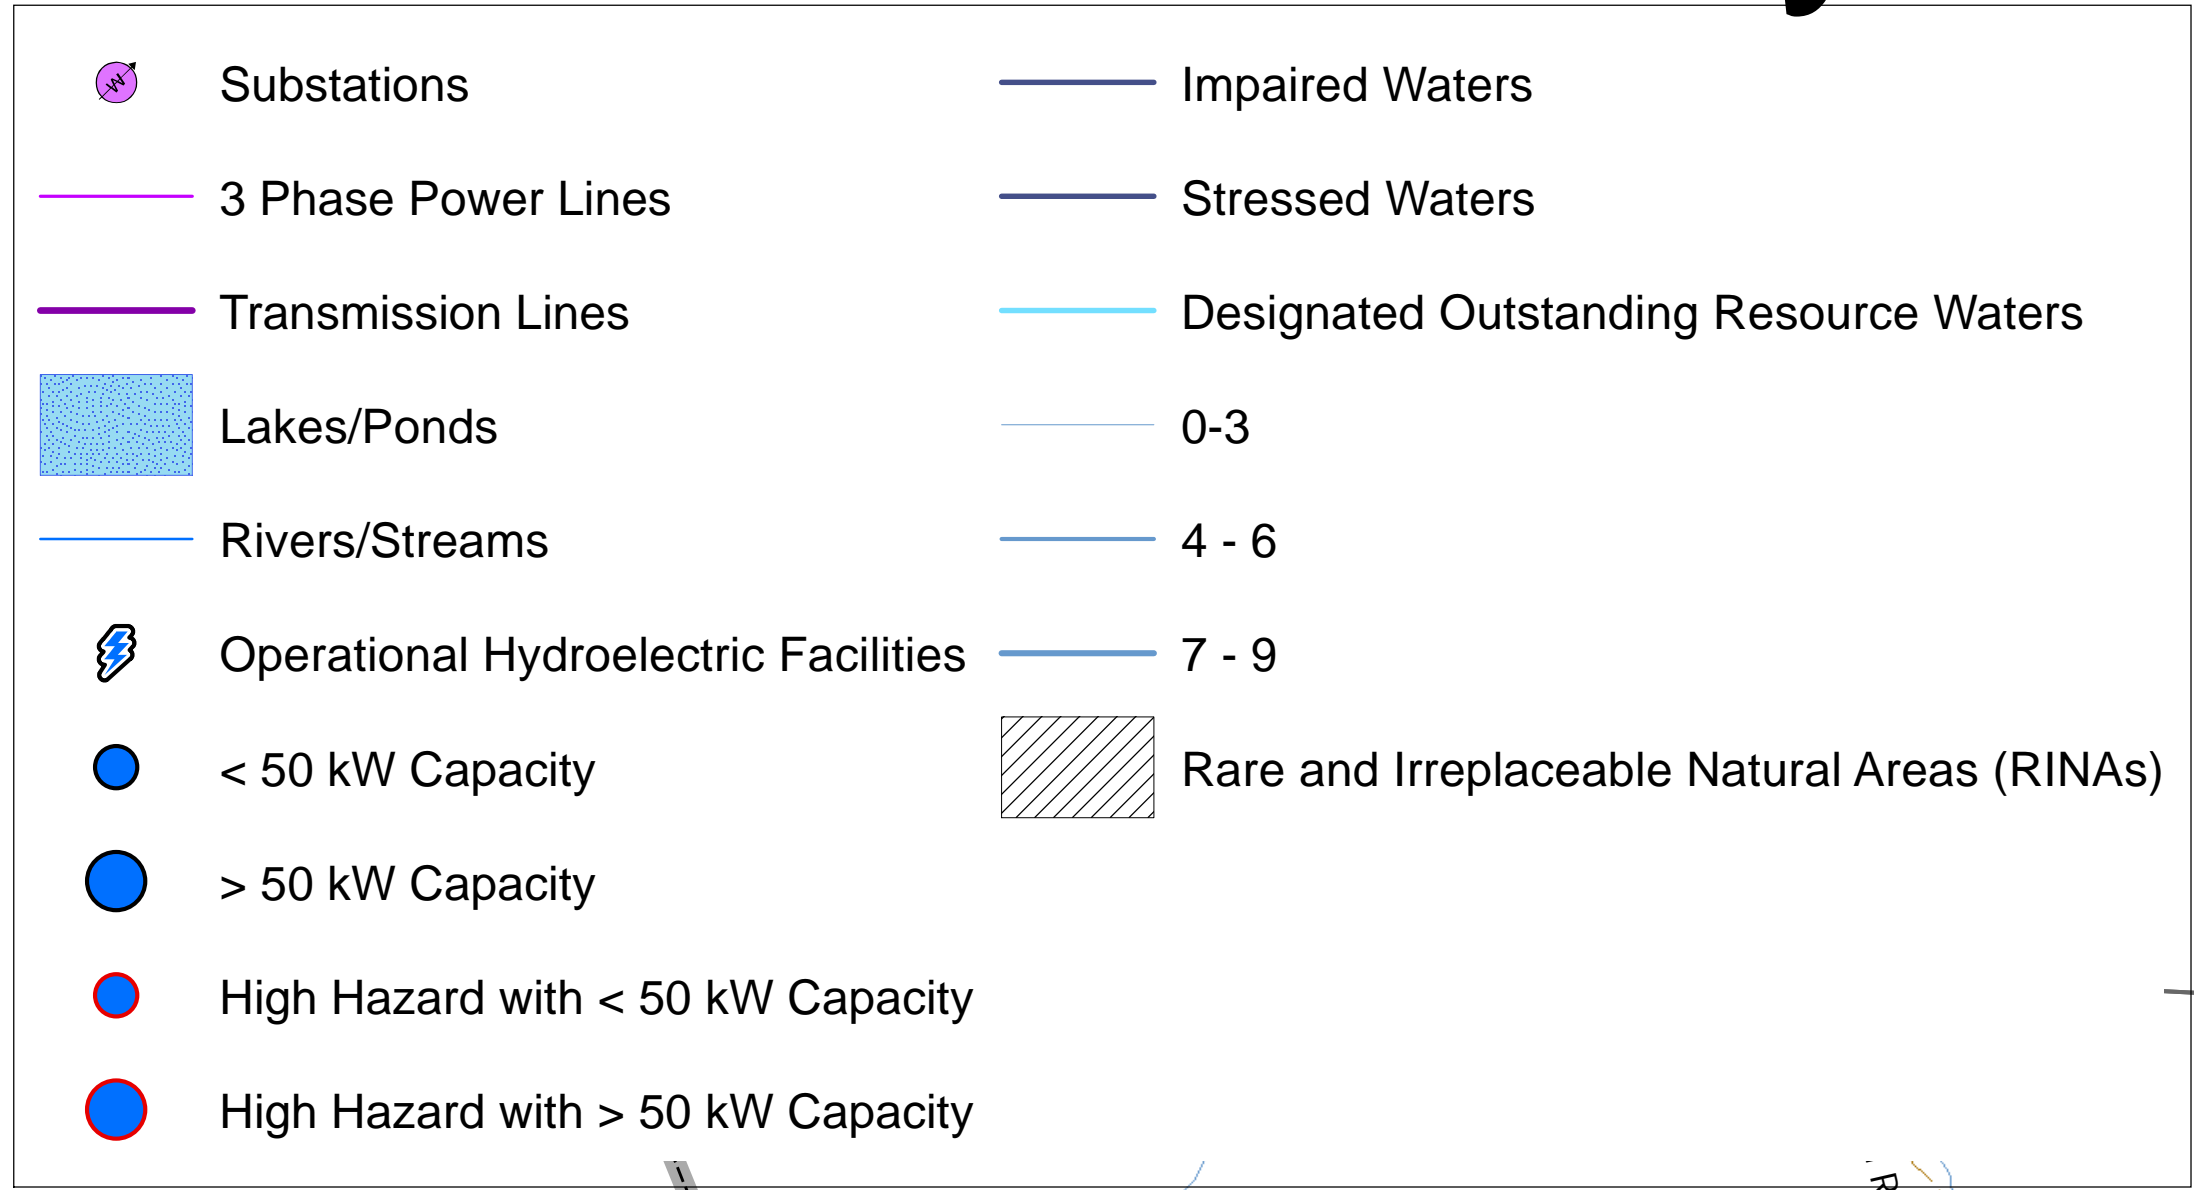 Substations
3 Phase Power Lines
Transmission Lines
Lakes/Ponds
Rivers/Streams
Operational Hydroelectric Facilities
< 50 kW Capacity
> 50 kW Capacity
High Hazard with < 50 kW Capacity
High Hazard with > 50 kW Capacity
Impaired Waters
Stressed Waters
Designated Outstanding Resource Waters
0-3
4 - 6
7 - 9
Rare and Irreplaceable Natural Areas (RINAs)
W
R